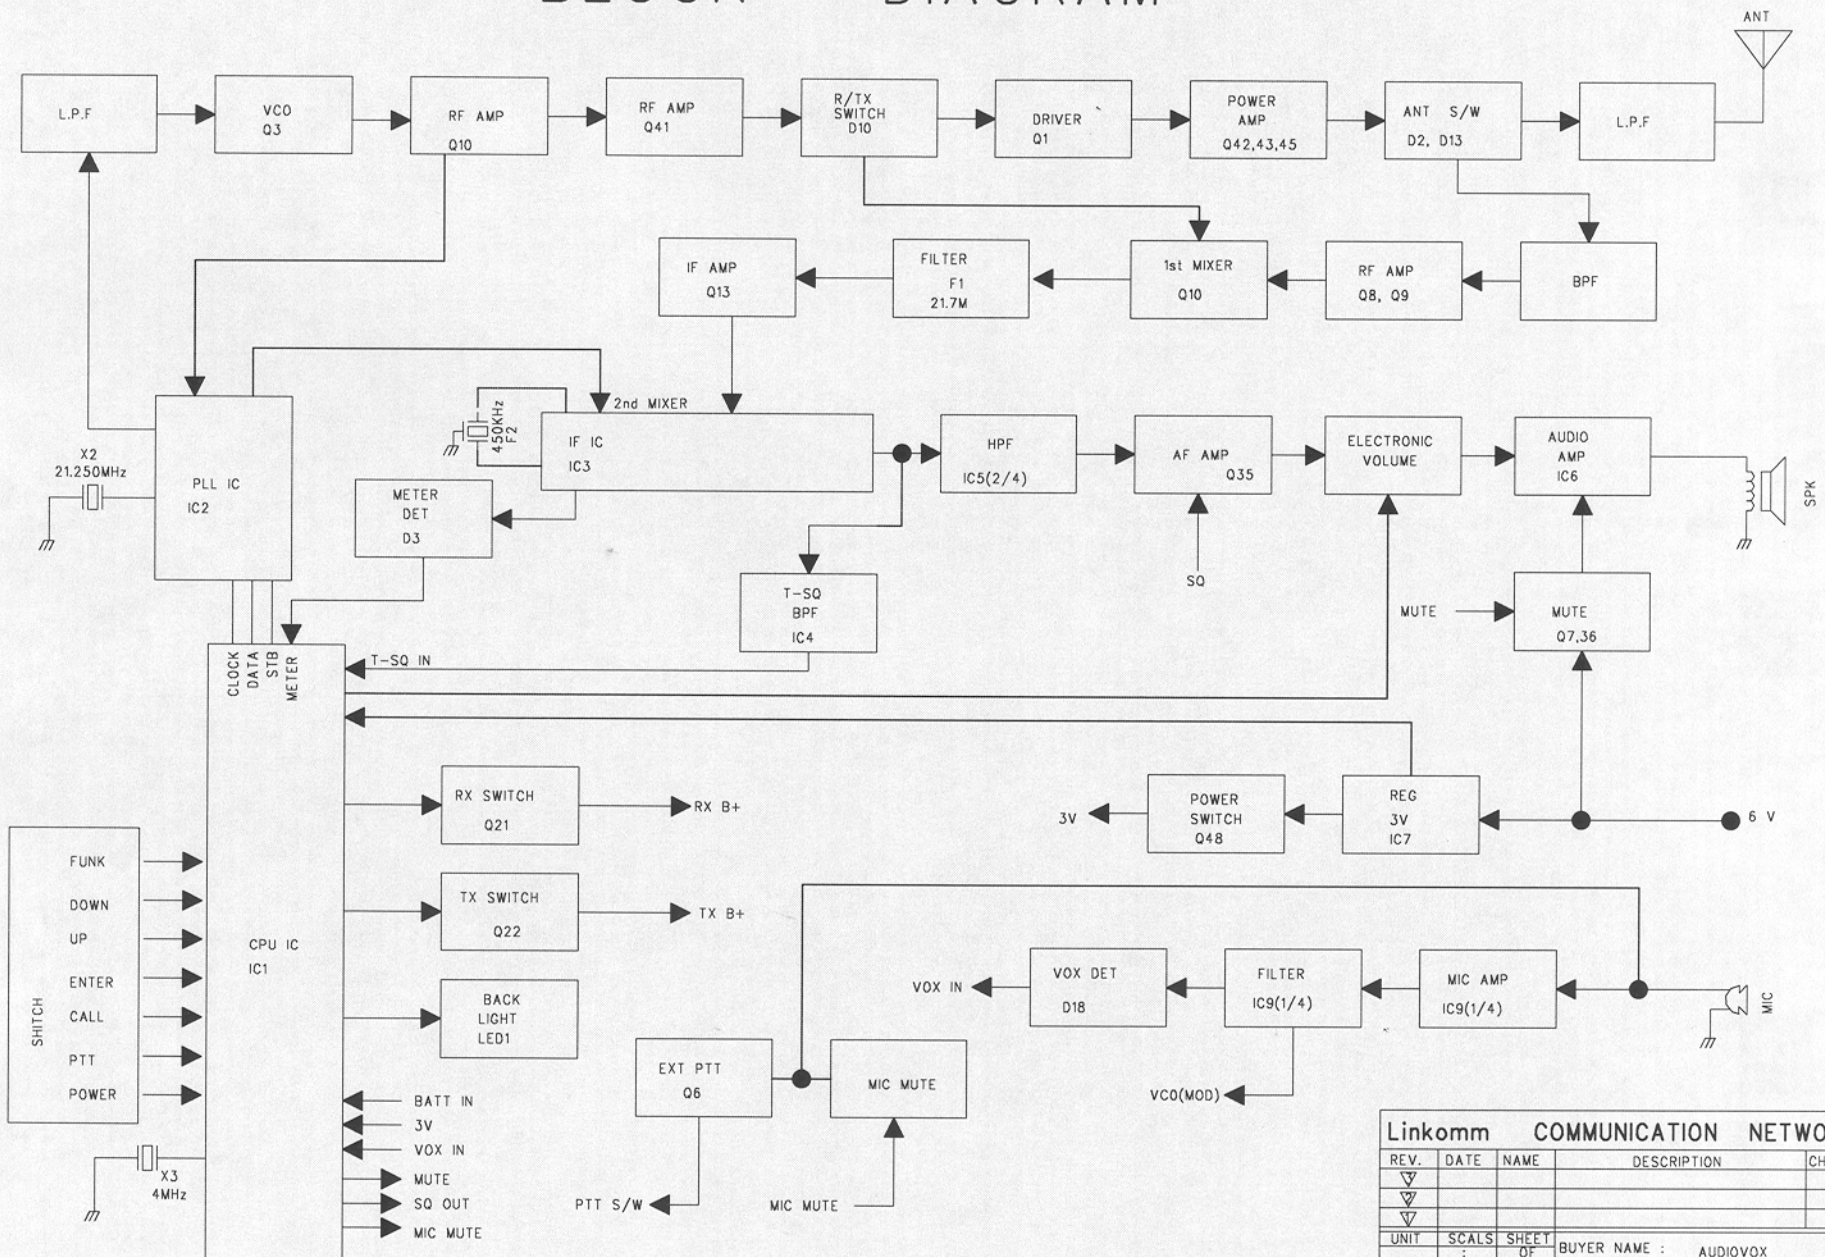 DIAGRAM
ANT
L.P.F
VCO
Q3
RF AMP
Q10
RF AMP
Q41
R/TX
SWITCH
D10
DRIVER
Q1
POWER
AMP
Q42,43,45
ANT S/W
D2, D13
L.P.F
IF AMP
Q13
FILTER
F1
21.7M
1st MIXER
Q10
RF AMP
Q8, Q9
BPF
2nd MIXER
450KHz
F2
IF IC
IC3
HPF
IC5(2/4)
AF AMP
Q35
ELECTRONIC
VOLUME
AUDIO
AMP
IC6
SPK
X2
21.250MHz
PLL IC
IC2
METER
DET
D3
SQ
T-SQ
BPF
IC4
MUTE
MUTE
Q7,36
CLOCK
DATA
STB
METER
T-SQ IN
RX SWITCH
Q21
RX B+
3V
POWER
SWITCH
Q48
REG
3V
IC7
6 V
SHITCH
FUNK
DOWN
UP
ENTER
CALL
PTT
POWER
CPU IC
IC1
TX SWITCH
Q22
TX B+
BACK
LIGHT
LED1
VOX IN
VOX DET
D18
FILTER
IC9(1/4)
MIC AMP
IC9(1/4)
MIC
EXT PTT
Q6
MIC MUTE
VCO(MOD)
BATT IN
3V
VOX IN
MUTE
SQ OUT
MIC MUTE
X3
4MHz
PTT S/W
MIC MUTE
Linkomm COMMUNICATION NETWO
REV. DATE NAME DESCRIPTION CH
3
2
1
UNIT SCALS SHEET
: OF
BUYER NAME : AUDIOVOX